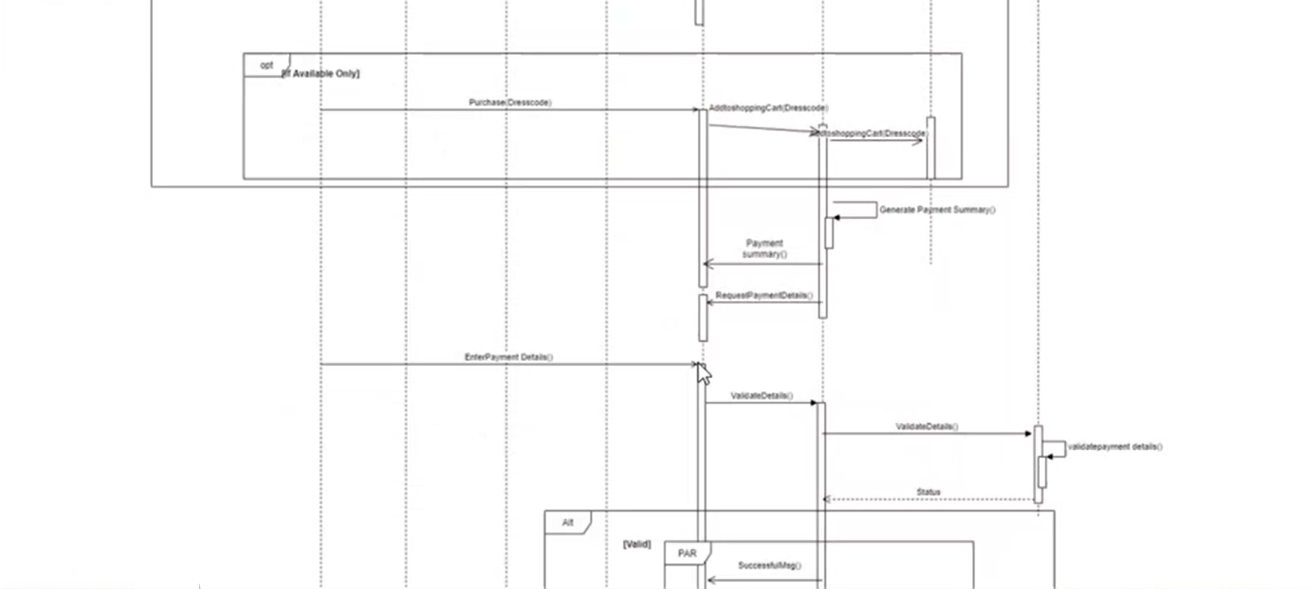 opt
[If Available Only]
Purchase(Dresscode)
AddtoshoppingCart(Dresscode)
AddtoshoppingCart(Dresscode)
Generate Payment Summary()
Payment
summary()
RequestPaymentDetails()
EnterPayment Details()
ValidateDetails()
ValidateDetails()
validatepayment details()
Status
Alt
[Valid]
PAR
SuccessfulMsg()